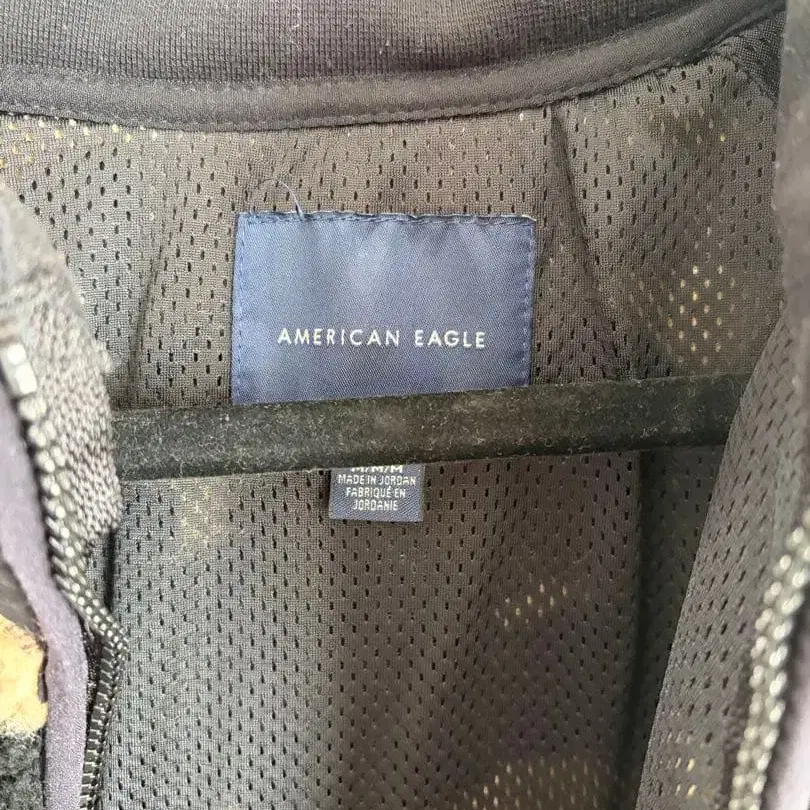 AMERICAN EAGLE
M/M/M
MADE IN JORDAN
FABRIQUÉ EN
JORDANIE